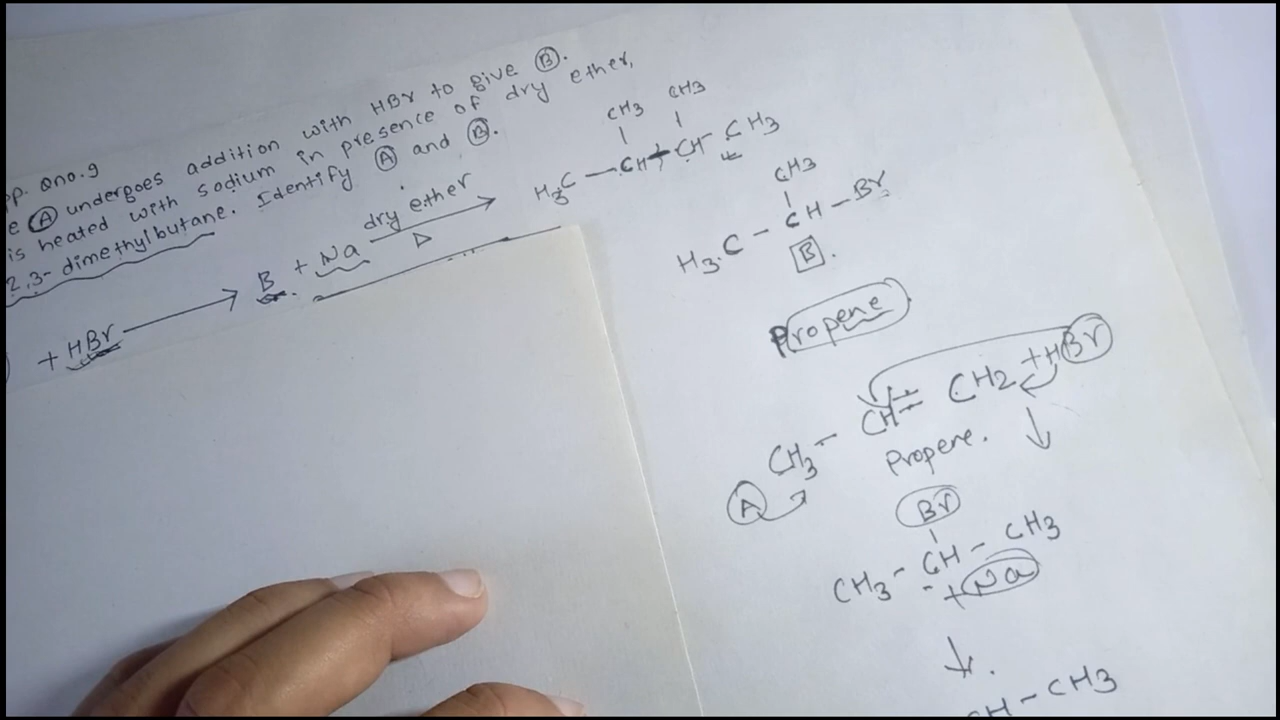 pp. Qno.9
e Ⓐ undergoes addition with HBr to give Ⓑ.
is heated with sodium in presence of dry ether,
2,3-dimethylbutane. Identify Ⓐ and Ⓑ.
+ HBr → B + Na dry ether → Δ
CH3 CH3
H3C — CH + CH — CH3
CH3
H3C — CH — Br
B.
Propene
CH3 — CH = CH2 + HBr
A Propene. ↓
Br
CH3 — CH — CH3
+ Na
↓
CH — CH3